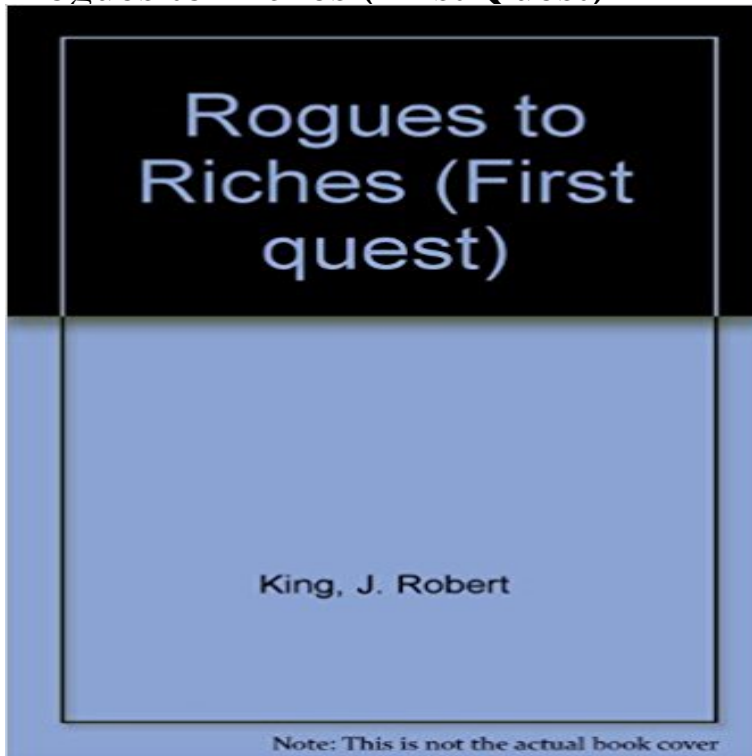 Rogues to
Riches (First
quest)
King, J. Robert
Note: This is not the actual book cover